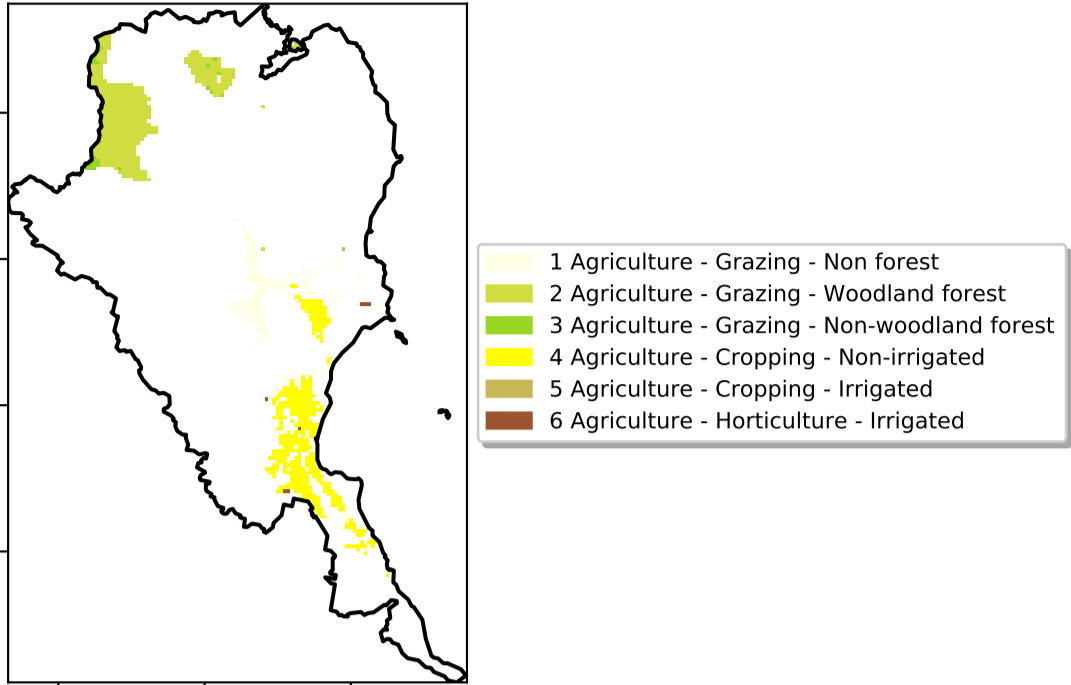 1 Agriculture - Grazing - Non forest
2 Agriculture - Grazing - Woodland forest
3 Agriculture - Grazing - Non-woodland forest
4 Agriculture - Cropping - Non-irrigated
5 Agriculture - Cropping - Irrigated
6 Agriculture - Horticulture - Irrigated